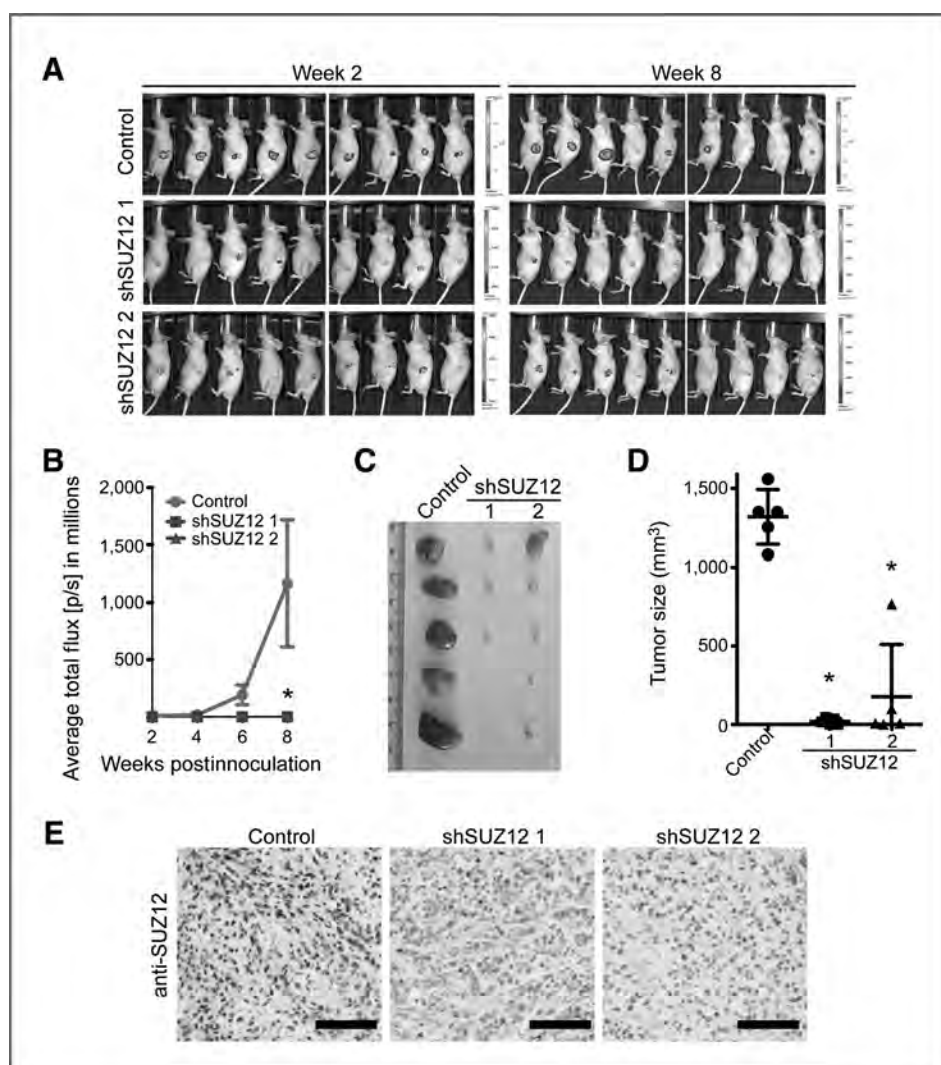 A
Week 2
Week 8
Control
shSUZ12 1
shSUZ12 2
B
Average total flux [p/s] in millions
2,000
1,500
1,000
500
Control
shSUZ12 1
shSUZ12 2
*
2 4 6 8
Weeks postinnoculation
C
Control
shSUZ12
1 2
D
Tumor size (mm³)
1,500
1,000
500
0
*
*
Control
1 2
shSUZ12
E
Control
shSUZ12 1
shSUZ12 2
anti-SUZ12